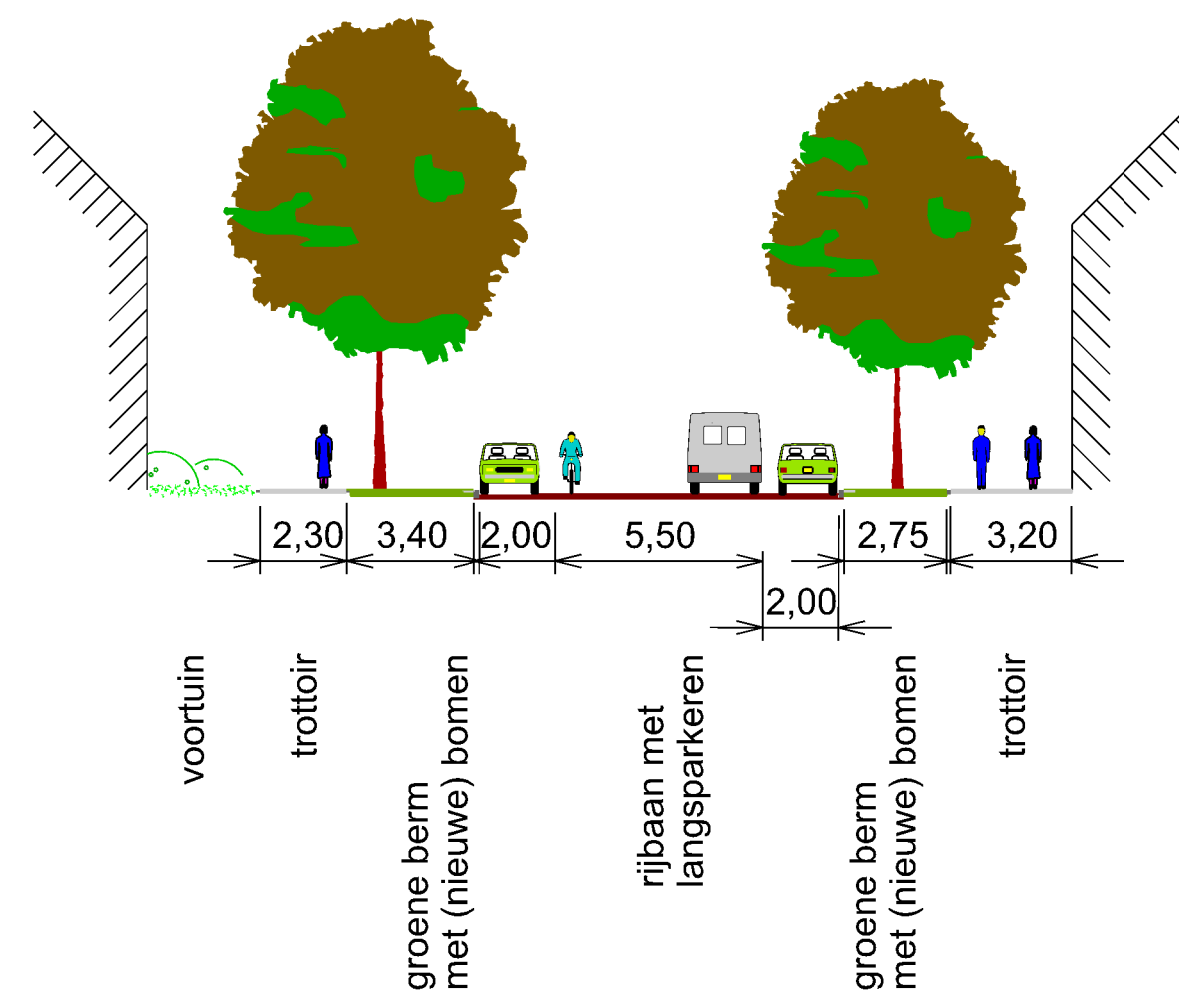 2,30
3,40
2,00
5,50
2,75
3,20
2,00
voortuin
trottoir
groene berm
met (nieuwe) bomen
rijbaan met
langsparkeren
groene berm
met (nieuwe) bomen
trottoir